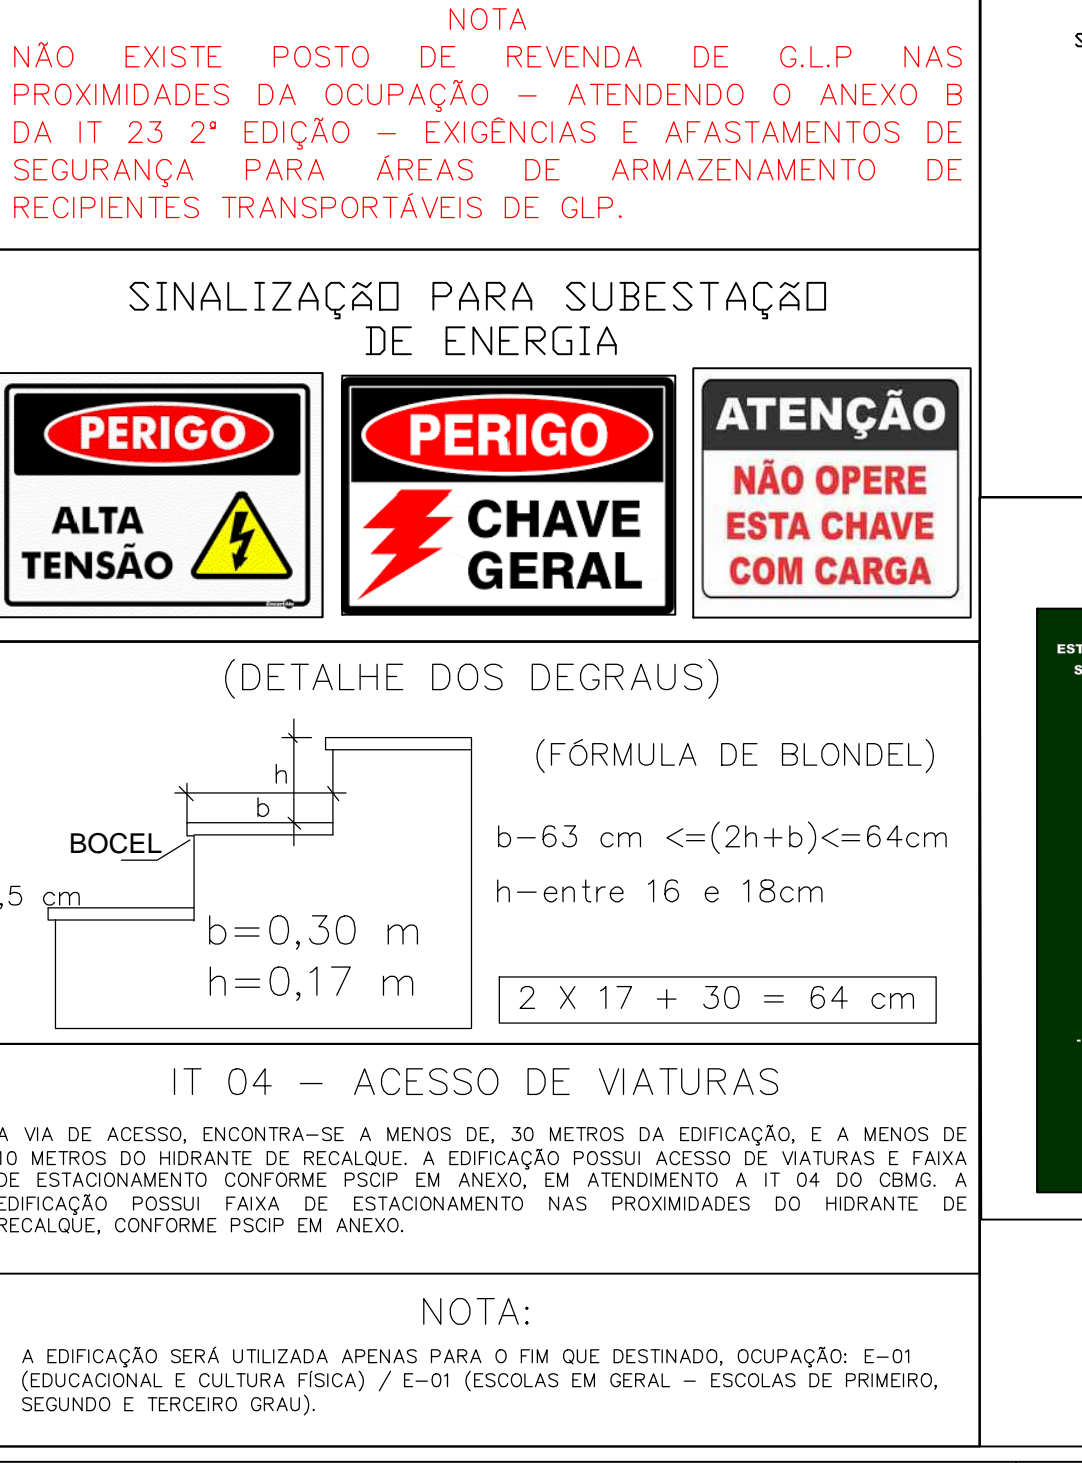 NOTA
NÃO EXISTE POSTO DE REVENDA DE G.L.P NAS
PROXIMIDADES DA OCUPAÇÃO – ATENDENDO O ANEXO B
DA IT 23 2ª EDIÇÃO – EXIGÊNCIAS E AFASTAMENTOS DE
SEGURANÇA PARA ÁREAS DE ARMAZENAMENTO DE
RECIPIENTES TRANSPORTÁVEIS DE GLP.
SINALIZAÇÃO PARA SUBESTAÇÃO
DE ENERGIA
PERIGO
ALTA
TENSÃO
PERIGO
CHAVE
GERAL
ATENÇÃO
NÃO OPERE
ESTA CHAVE
COM CARGA
(DETALHE DOS DEGRAUS)
(FÓRMULA DE BLONDEL)
h
b
BOCEL
,5 cm
b=0,30 m
h=0,17 m
b–63 cm <=(2h+b)<=64cm
h–entre 16 e 18cm
2 X 17 + 30 = 64 cm
IT 04 – ACESSO DE VIATURAS
A VIA DE ACESSO, ENCONTRA–SE A MENOS DE, 30 METROS DA EDIFICAÇÃO, E A MENOS DE
10 METROS DO HIDRANTE DE RECALQUE. A EDIFICAÇÃO POSSUI ACESSO DE VIATURAS E FAIXA
DE ESTACIONAMENTO CONFORME PSCIP EM ANEXO, EM ATENDIMENTO A IT 04 DO CBMG. A
EDIFICAÇÃO POSSUI FAIXA DE ESTACIONAMENTO NAS PROXIMIDADES DO HIDRANTE DE
RECALQUE, CONFORME PSCIP EM ANEXO.
NOTA:
A EDIFICAÇÃO SERÁ UTILIZADA APENAS PARA O FIM QUE DESTINADO, OCUPAÇÃO: E–01
(EDUCACIONAL E CULTURA FÍSICA) / E–01 (ESCOLAS EM GERAL – ESCOLAS DE PRIMEIRO,
SEGUNDO E TERCEIRO GRAU).
S
EST
S